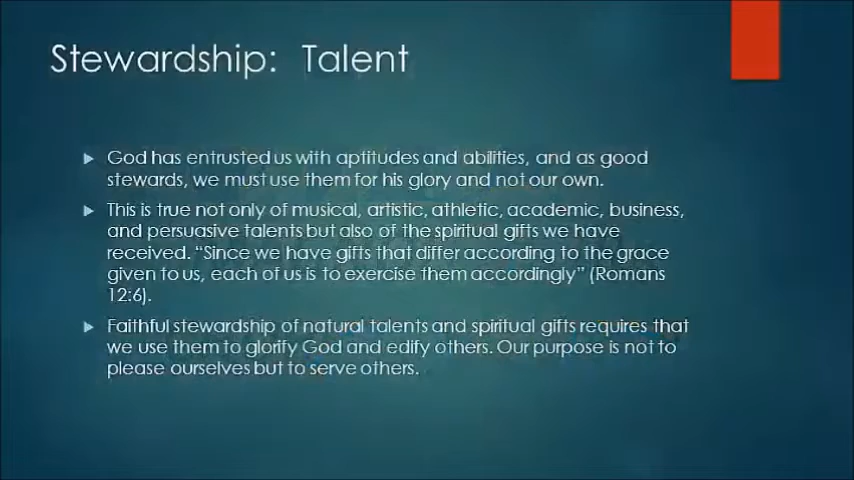 Stewardship: Talent
God has entrusted us with aptitudes and abilities, and as good
stewards, we must use them for his glory and not our own.
This is true not only of musical, artistic, athletic, academic, business,
and persuasive talents but also of the spiritual gifts we have
received. “Since we have gifts that differ according to the grace
given to us, each of us is to exercise them accordingly” (Romans
12:6).
Faithful stewardship of natural talents and spiritual gifts requires that
we use them to glorify God and edify others. Our purpose is not to
please ourselves but to serve others.